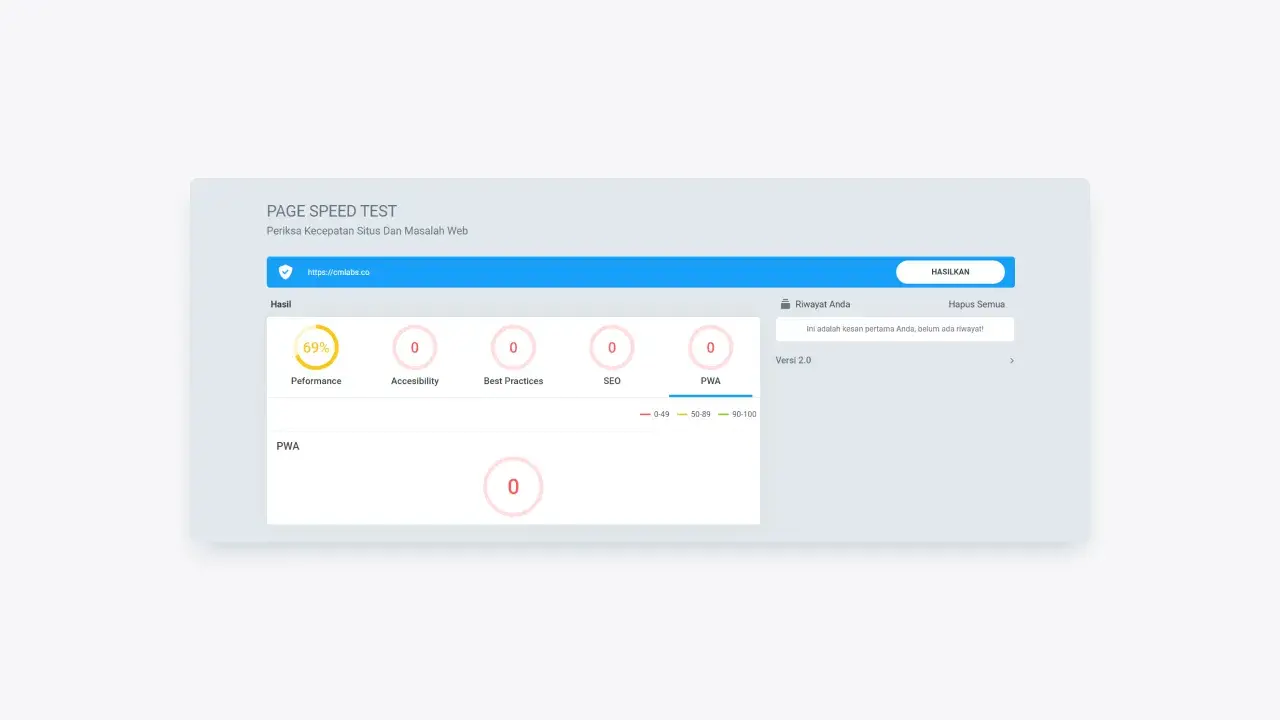 PAGE SPEED TEST
Periksa Kecepatan Situs Dan Masalah Web
https://cmlabs.co
HASILKAN
Hasil
Riwayat Anda
Hapus Semua
69%
0
0
0
0
Peformance
Accesibility
Best Practices
SEO
PWA
Ini adalah kesan pertama Anda, belum ada riwayat!
Versi 2.0
0-49
50-89
90-100
PWA
0